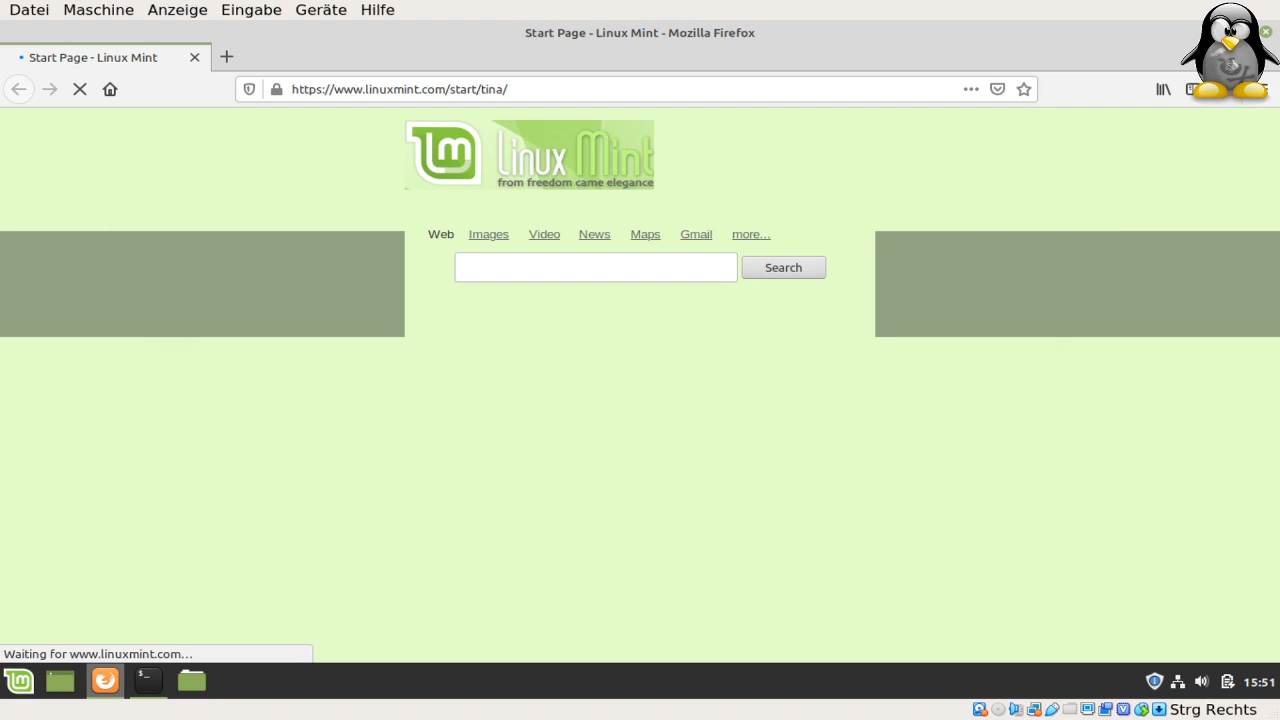 Datei Maschine Anzeige Eingabe Geräte Hilfe
Start Page - Linux Mint - Mozilla Firefox
Start Page - Linux Mint
https://www.linuxmint.com/start/tina/
lm Linux Mint
from freedom came elegance
Web Images Video News Maps Gmail more...
Search
Waiting for www.linuxmint.com…
$_
15:51
Strg Rechts